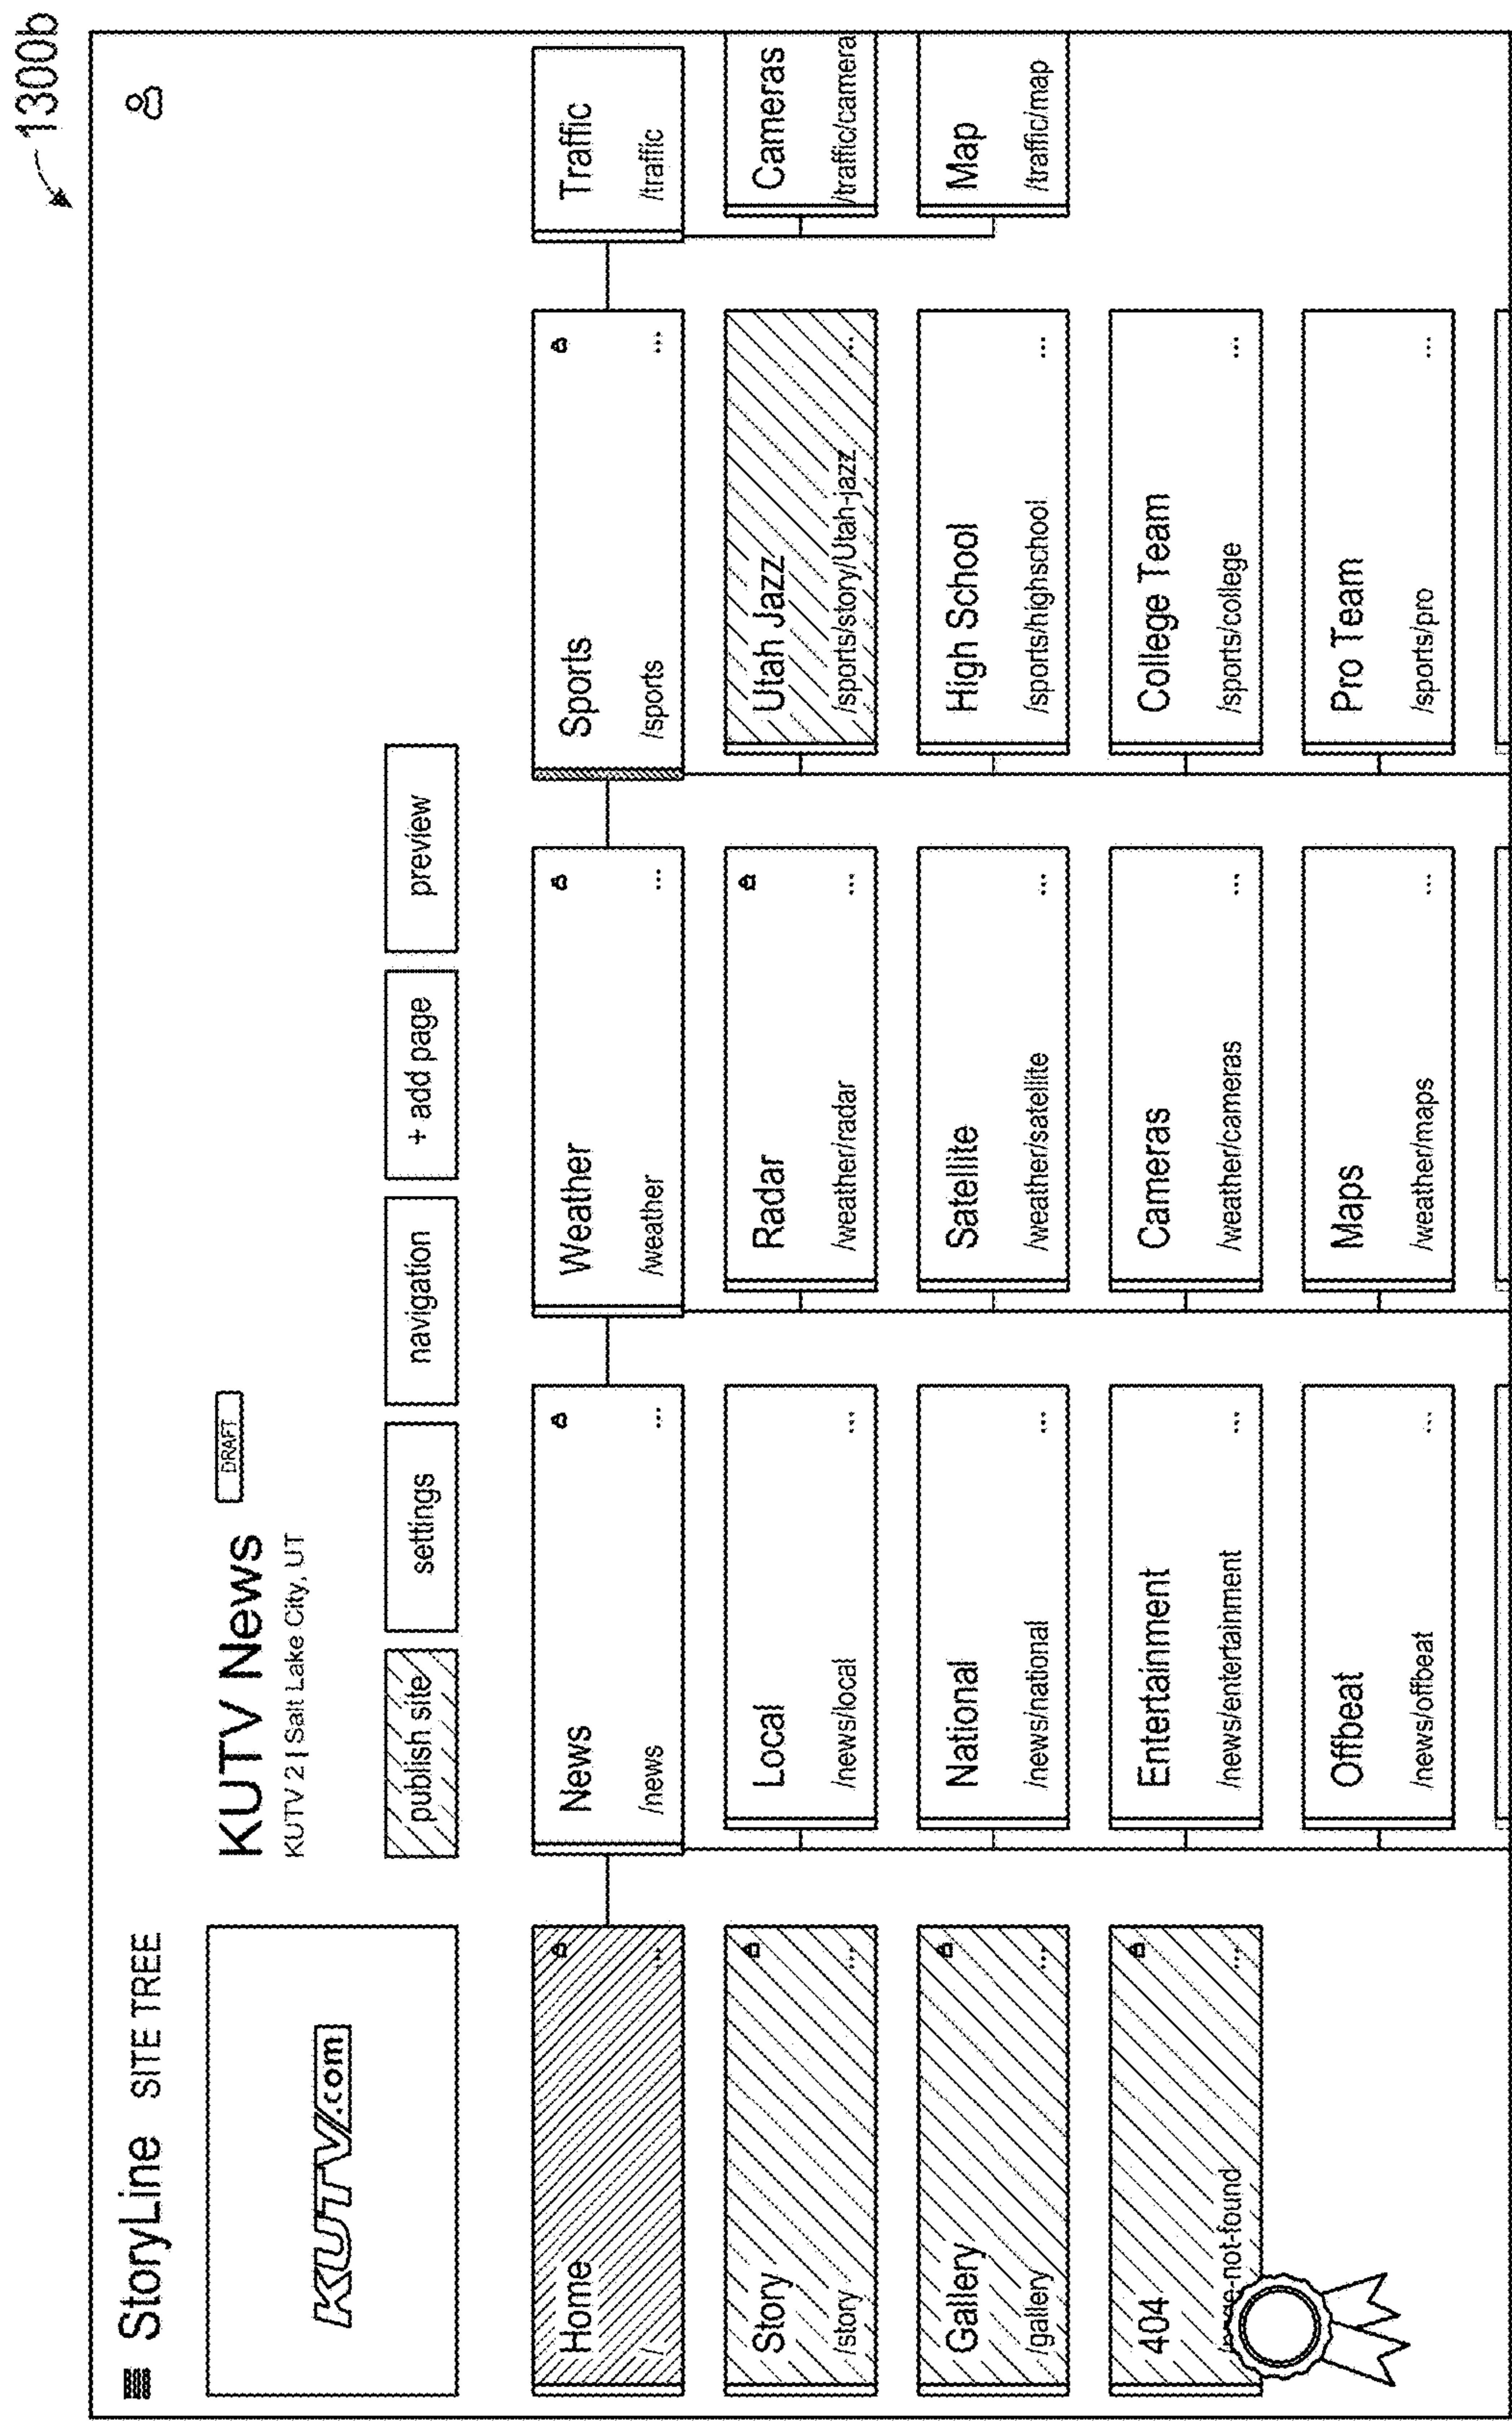 1300b
StoryLine SITE TREE
KUTV.com
KUTV News DRAFT
KUTV 2 | Salt Lake City, UT
publish site settings navigation + add page preview
Home
/
Story
/story
Gallery
/gallery
404
-not-found
News
/news
...
Local
/news/local
...
National
/news/national
...
Entertainment
/news/entertainment
...
Offbeat
/news/offbeat
...
Weather
/weather
...
Radar
/weather/radar
...
Satellite
/weather/satellite
...
Cameras
/weather/cameras
...
Maps
/weather/maps
...
Sports
/sports
...
Utah Jazz
/sports/story/Utah-jazz
...
High School
/sports/highschool
...
College Team
/sports/college
...
Pro Team
/sports/pro
...
Traffic
/traffic
Cameras
/traffic/camera
Map
/traffic/map